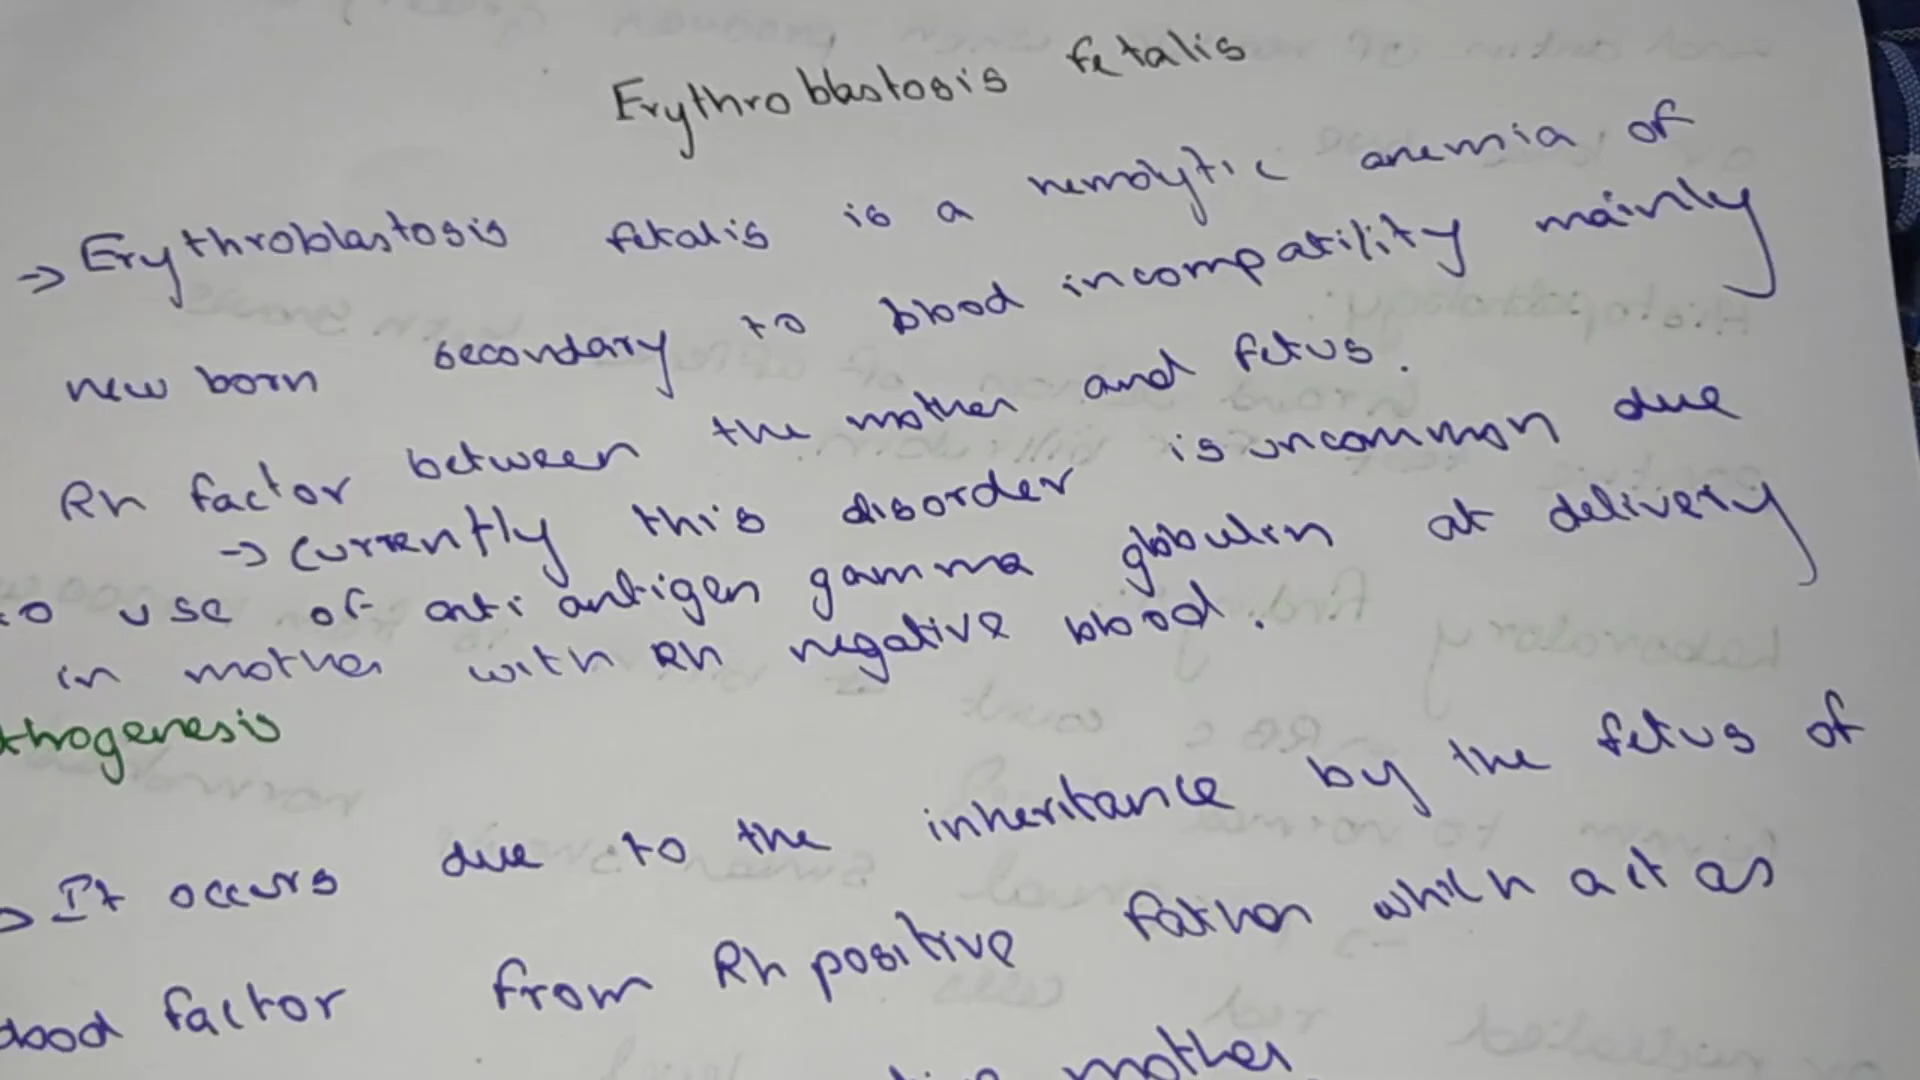 Erythroblastosis fetalis
→ Erythroblastosis fetalis is a hemolytic anemia of
new born secondary to blood incompatility mainly
Rh factor between the mother and fetus.
→ Currently this disorder is uncommon due
to use of anti antigen gamma globulin at delivery
in mother with Rh negative blood.
thogenesis
→ It occurs due to the inheritance by the fetus of
blood factor from Rh positive father which act as
mother